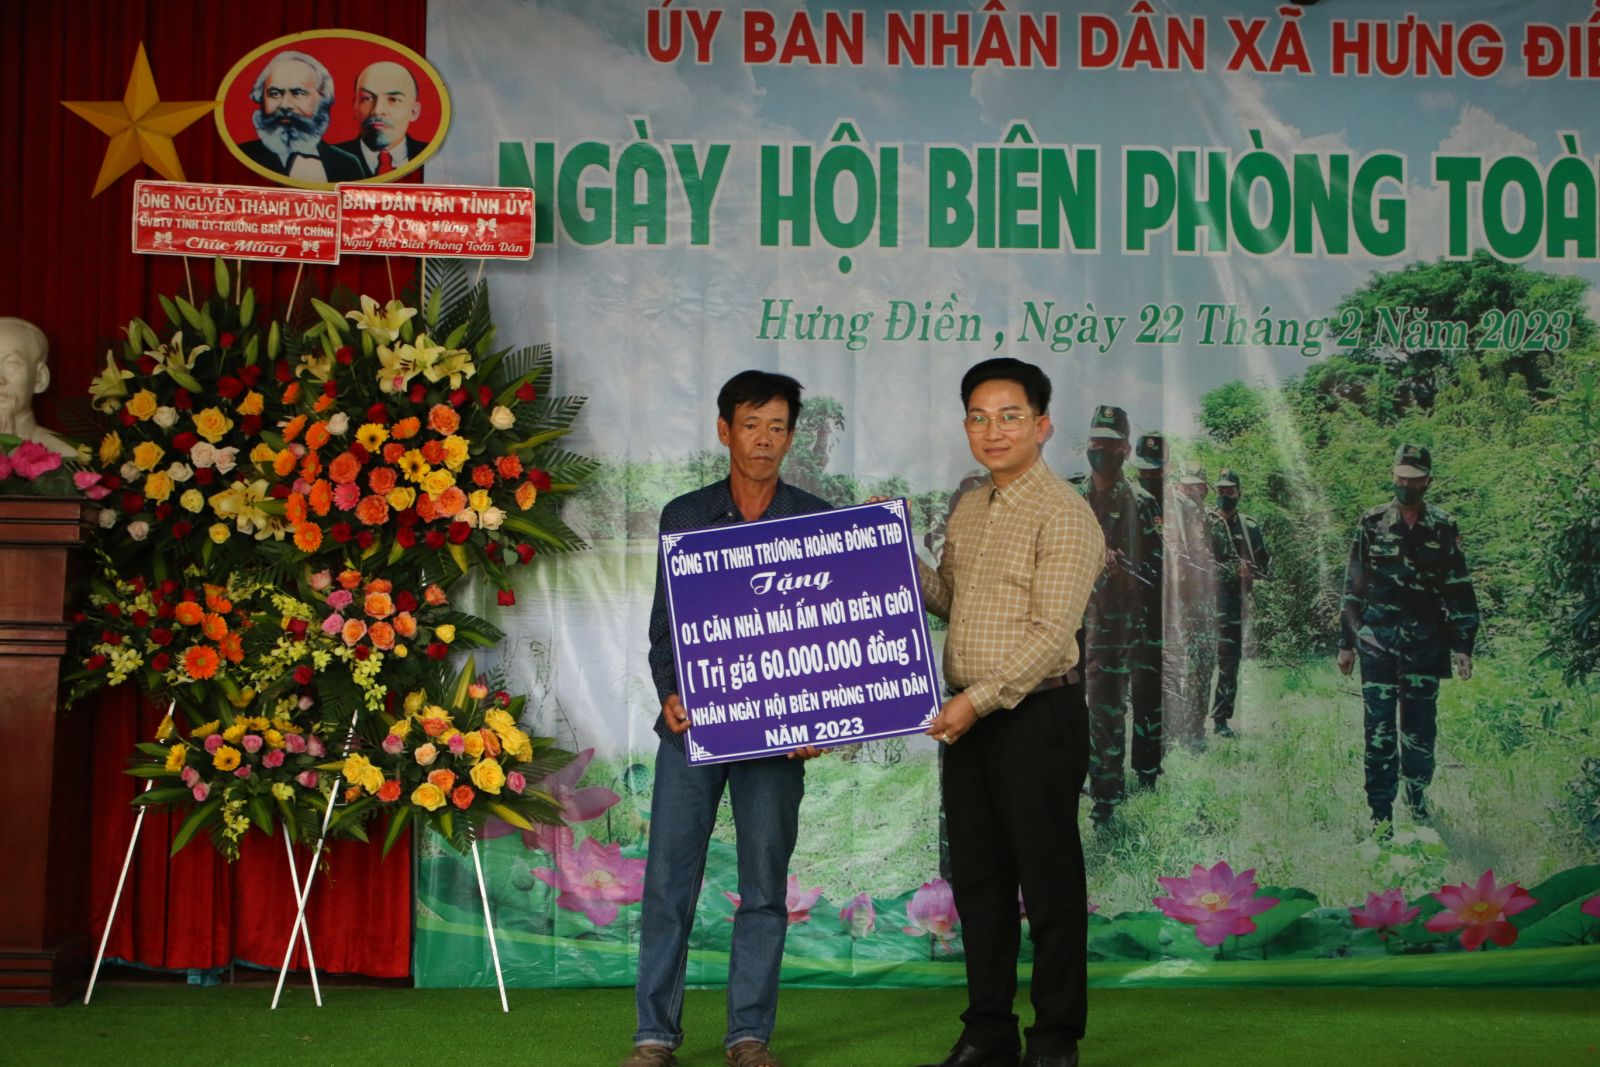 ỦY BAN NHÂN DÂN XÃ HƯNG ĐIỀ
NGÀY HỘI BIÊN PHÒNG TOÀ
Hưng Điền , Ngày 22 Tháng 2 Năm 2023
ÔNG NGUYỄN THANH VÙNG
UVBTV TỈNH ỦY-TRƯỞNG BAN NỘI CHÍNH
Chúc Mừng
BAN DÂN VẬN TỈNH ỦY
Chúc Mừng
Ngày Hội Biên Phòng Toàn Dân
CÔNG TY TNHH TRƯƠNG HOÀNG ĐÔNG THĐ
Tặng
01 CĂN NHÀ MÁI ẤM NƠI BIÊN GIỚI
( Trị giá 60.000.000 đồng )
NHÂN NGÀY HỘI BIÊN PHÒNG TOÀN DÂN
NĂM 2023